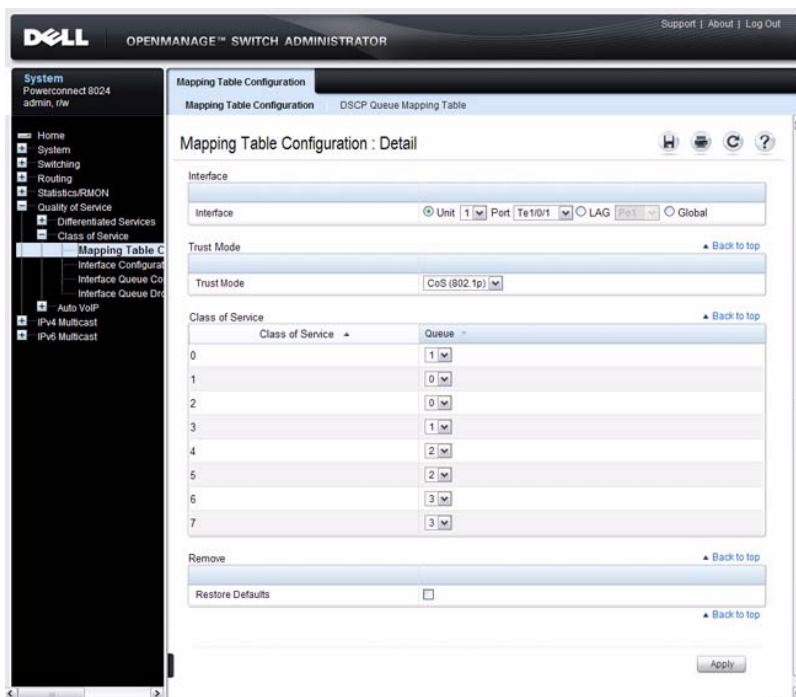 Support | About | Log Out
DELL OPENMANAGE™ SWITCH ADMINISTRATOR
System
Powerconnect 8024
admin, r/w
Home
System
Switching
Routing
Statistics/RMON
Quality of Service
Differentiated Services
Class of Service
Mapping Table C
Interface Configurat
Interface Queue Co
Interface Queue Dro
Auto VoIP
IPv4 Multicast
IPv6 Multicast
Mapping Table Configuration
Mapping Table Configuration DSCP Queue Mapping Table
Mapping Table Configuration : Detail
Interface
Interface Unit 1 Port Te1/0/1 LAG Po1 Global
Trust Mode Back to top
Trust Mode CoS (802.1p)
Class of Service Back to top
Class of Service Queue
0 1
1 0
2 0
3 1
4 2
5 2
6 3
7 3
Remove Back to top
Restore Defaults
Back to top
Apply